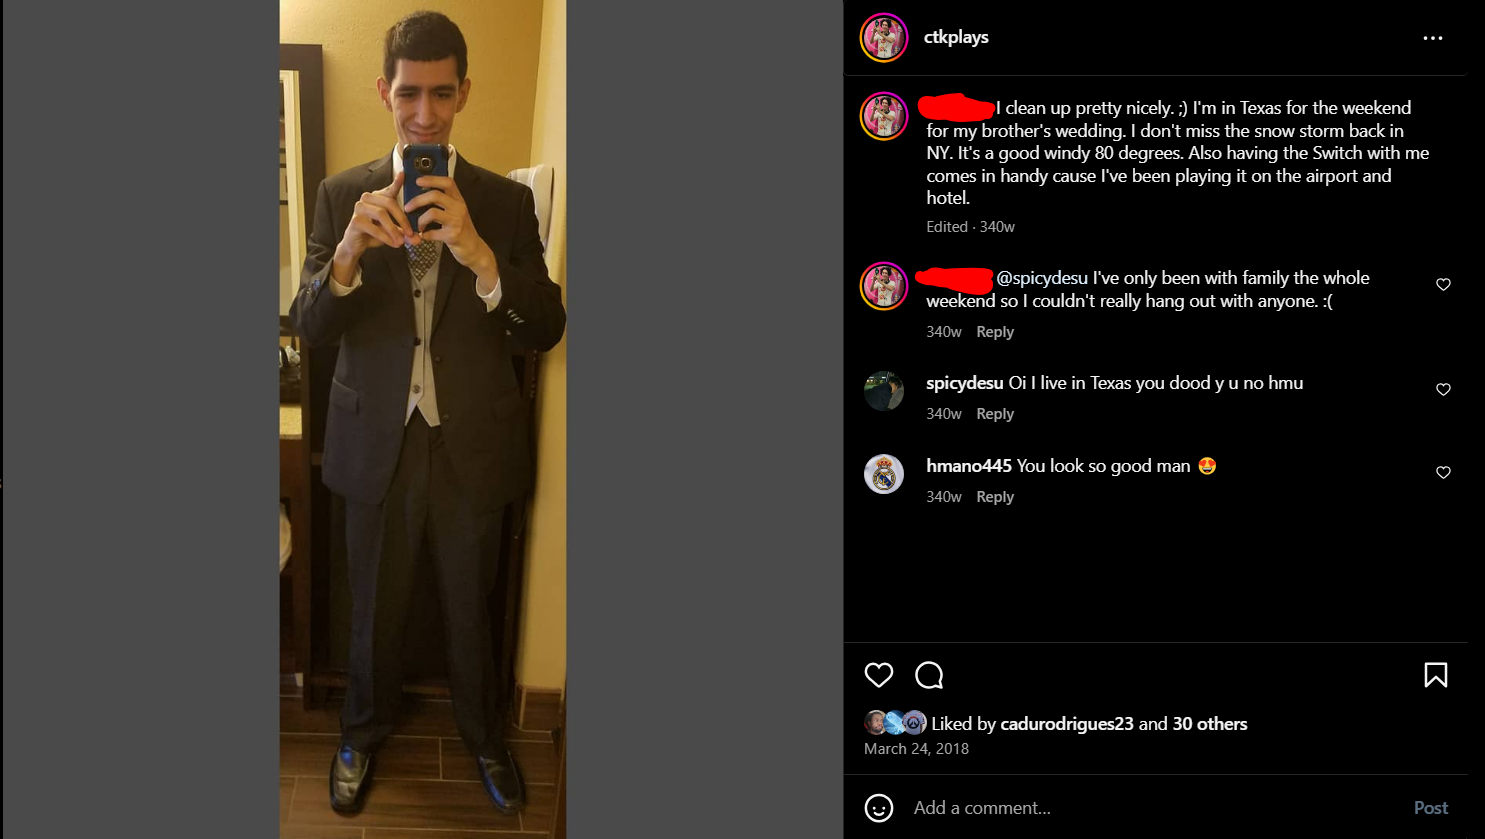 ctkplays
I clean up pretty nicely. ;) I'm in Texas for the weekend
for my brother's wedding. I don't miss the snow storm back in
NY. It's a good windy 80 degrees. Also having the Switch with me
comes in handy cause I've been playing it on the airport and
hotel.
Edited · 340w
@spicydesu I've only been with family the whole
weekend so I couldn't really hang out with anyone. :(
340w Reply
spicydesu Oi I live in Texas you dood y u no hmu
340w Reply
hmano445 You look so good man 😍
340w Reply
Liked by cadurodrigues23 and 30 others
March 24, 2018
Add a comment...
Post